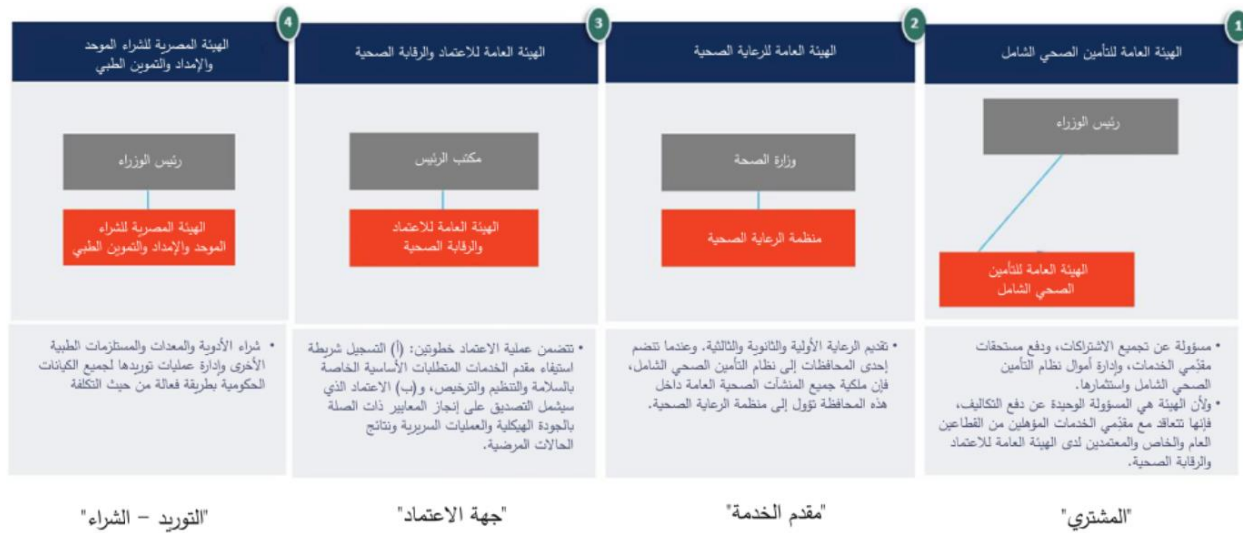 1
الهيئة العامة للتأمين الصحي الشامل
رئيس الوزراء
الهيئة العامة للتأمين
الصحي الشامل
• مسؤولة عن تجميع الاشتراكات، ودفع مستحقات
مقدّمي الخدمات، وإدارة أموال نظام التأمين
الصحي الشامل واستثمارها.
• ولأن الهيئة هي المسؤولة الوحيدة عن دفع التكاليف،
فإنها تتعاقد مع مقدّمي الخدمات المؤهلين من القطاعين
العام والخاص والمعتمدين لدى الهيئة العامة للاعتماد
والرقابة الصحية.
"المشتري"
2
الهيئة العامة للرعاية الصحية
وزارة الصحة
منظمة الرعاية الصحية
• تقديم الرعاية الأولية والثانوية والثالثية. وعندما تنضم
إحدى المحافظات إلى نظام التأمين الصحي الشامل،
فإن ملكية جميع المنشآت الصحية العامة داخل
هذه المحافظة تؤول إلى منظمة الرعاية الصحية.
"مقدم الخدمة"
3
الهيئة العامة للاعتماد والرقابة الصحية
مكتب الرئيس
الهيئة العامة للاعتماد
والرقابة الصحية
• تتضمن عملية الاعتماد خطوتين: (أ) التسجيل شريطة
استيفاء مقدم الخدمات المتطلبات الأساسية الخاصة
بالسلامة والتنظيم والترخيص، و(ب) الاعتماد الذي
سيشمل التصديق على إنجاز المعايير ذات الصلة
بالجودة الهيكلية والعمليات السريرية ونتائج
الحالات المرضية.
"جهة الاعتماد"
4
الهيئة المصرية للشراء الموحد
والإمداد والتموين الطبي
رئيس الوزراء
الهيئة المصرية للشراء
الموحد والإمداد والتموين الطبي
• شراء الأدوية والمعدات والمستلزمات الطبية
الأخرى وإدارة عمليات توريدها لجميع الكيانات
الحكومية بطريقة فعالة من حيث التكلفة
"التوريد – الشراء"